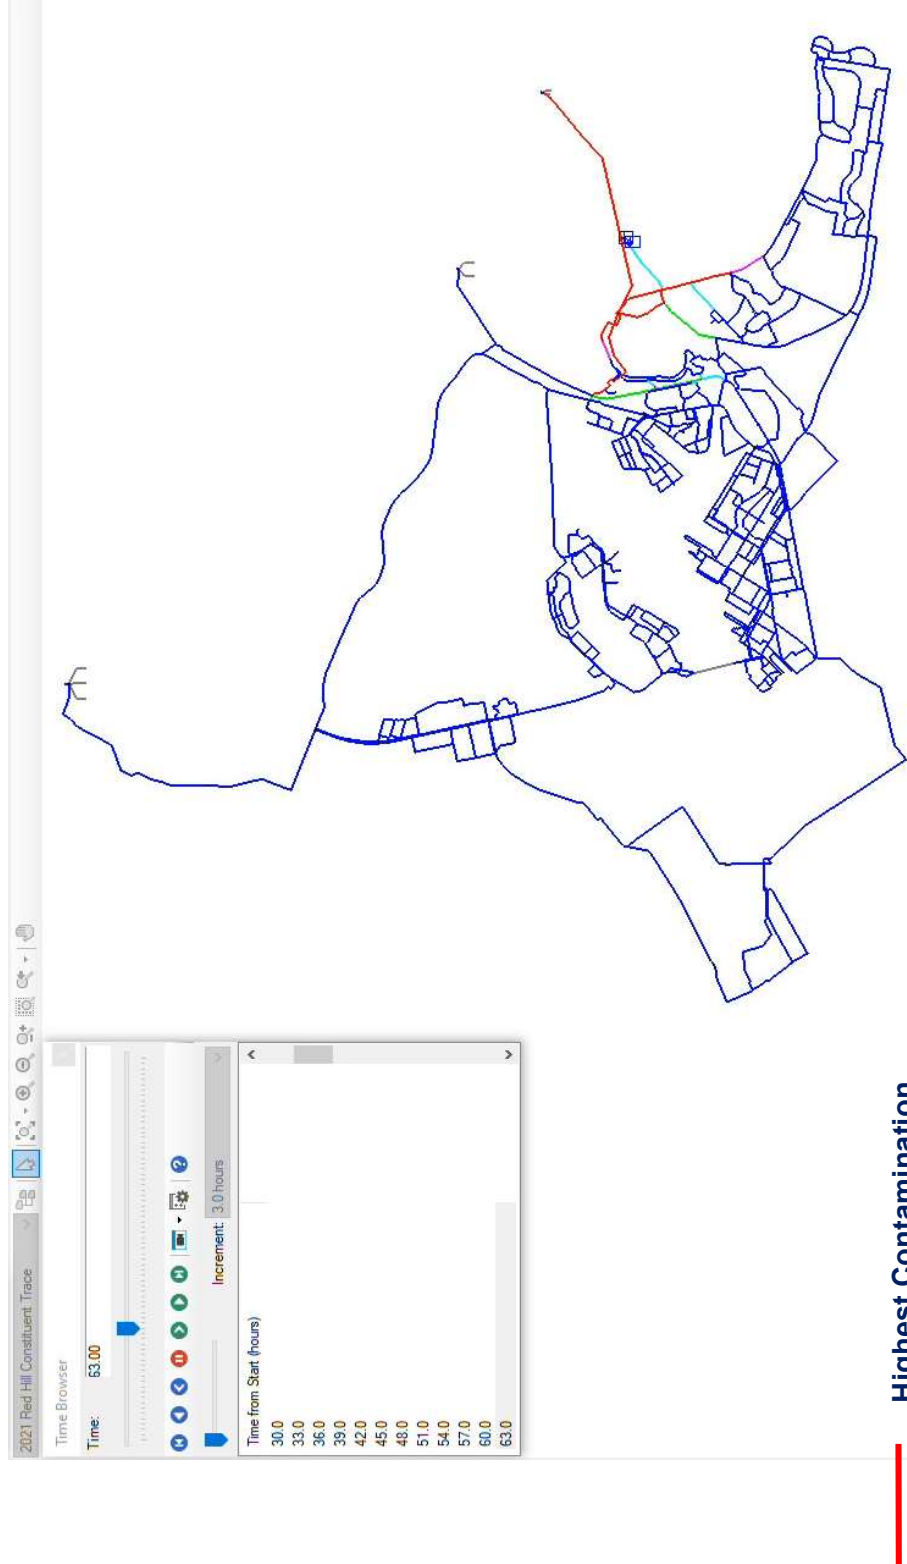 2021 Red Hill Constituent Trace
Time Browser
Time: 63.00
Increment: 3.0 hours
Time from Start (hours)
30.0
33.0
36.0
39.0
42.0
45.0
48.0
51.0
54.0
57.0
60.0
63.0
Highest Contamination